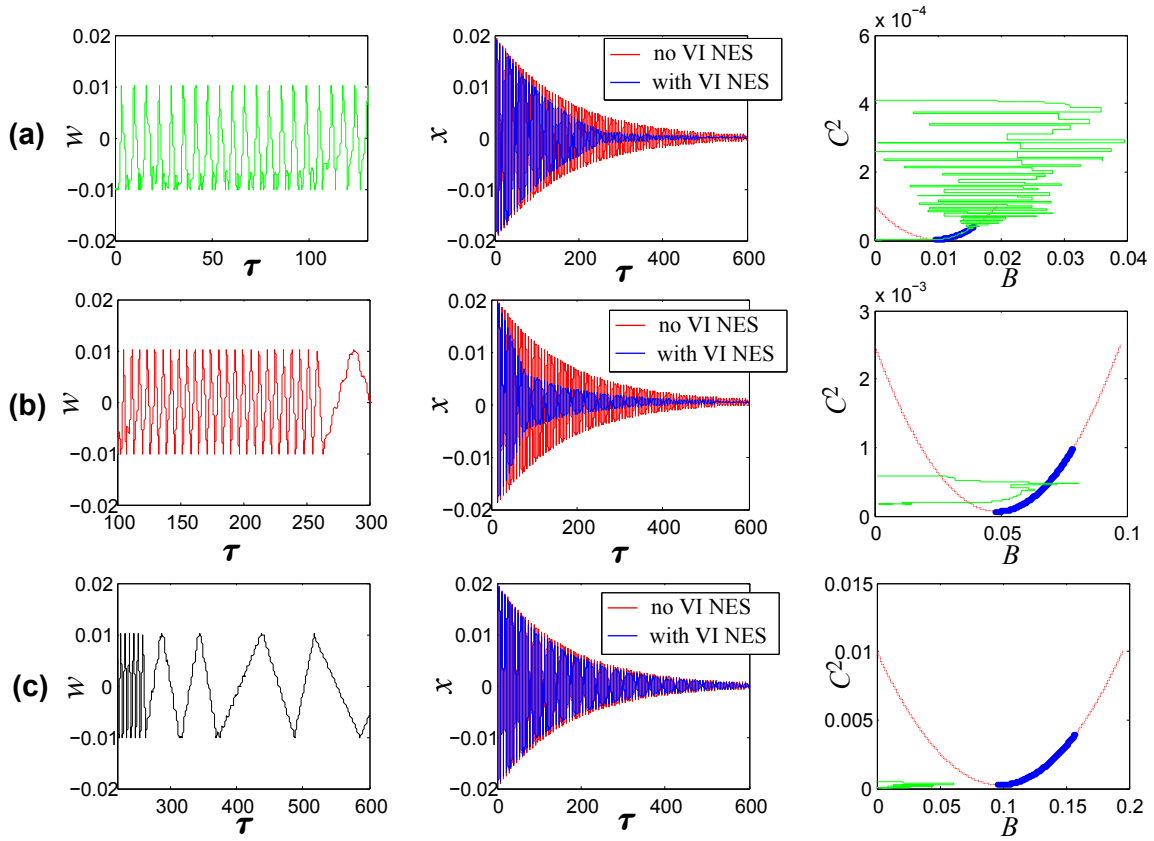 (a)
w
0.02
0.01
0
−0.01
−0.02
0
50
100
τ
x
0.02
0.01
0
−0.01
−0.02
0
200
400
600
τ
no VI NES
with VI NES
x 10⁻⁴
C²
6
4
2
0
0
0.01
0.02
0.03
0.04
B
(b)
w
0.02
0.01
0
−0.01
−0.02
100
150
200
250
300
τ
x
0.02
0.01
0
−0.01
−0.02
0
200
400
600
τ
no VI NES
with VI NES
x 10⁻³
C²
3
2
1
0
0
0.05
0.1
B
(c)
w
0.02
0.01
0
−0.01
−0.02
300
400
500
600
τ
x
0.02
0.01
0
−0.01
−0.02
0
200
400
600
τ
no VI NES
with VI NES
C²
0.015
0.01
0.005
0
0
0.05
0.1
0.15
0.2
B